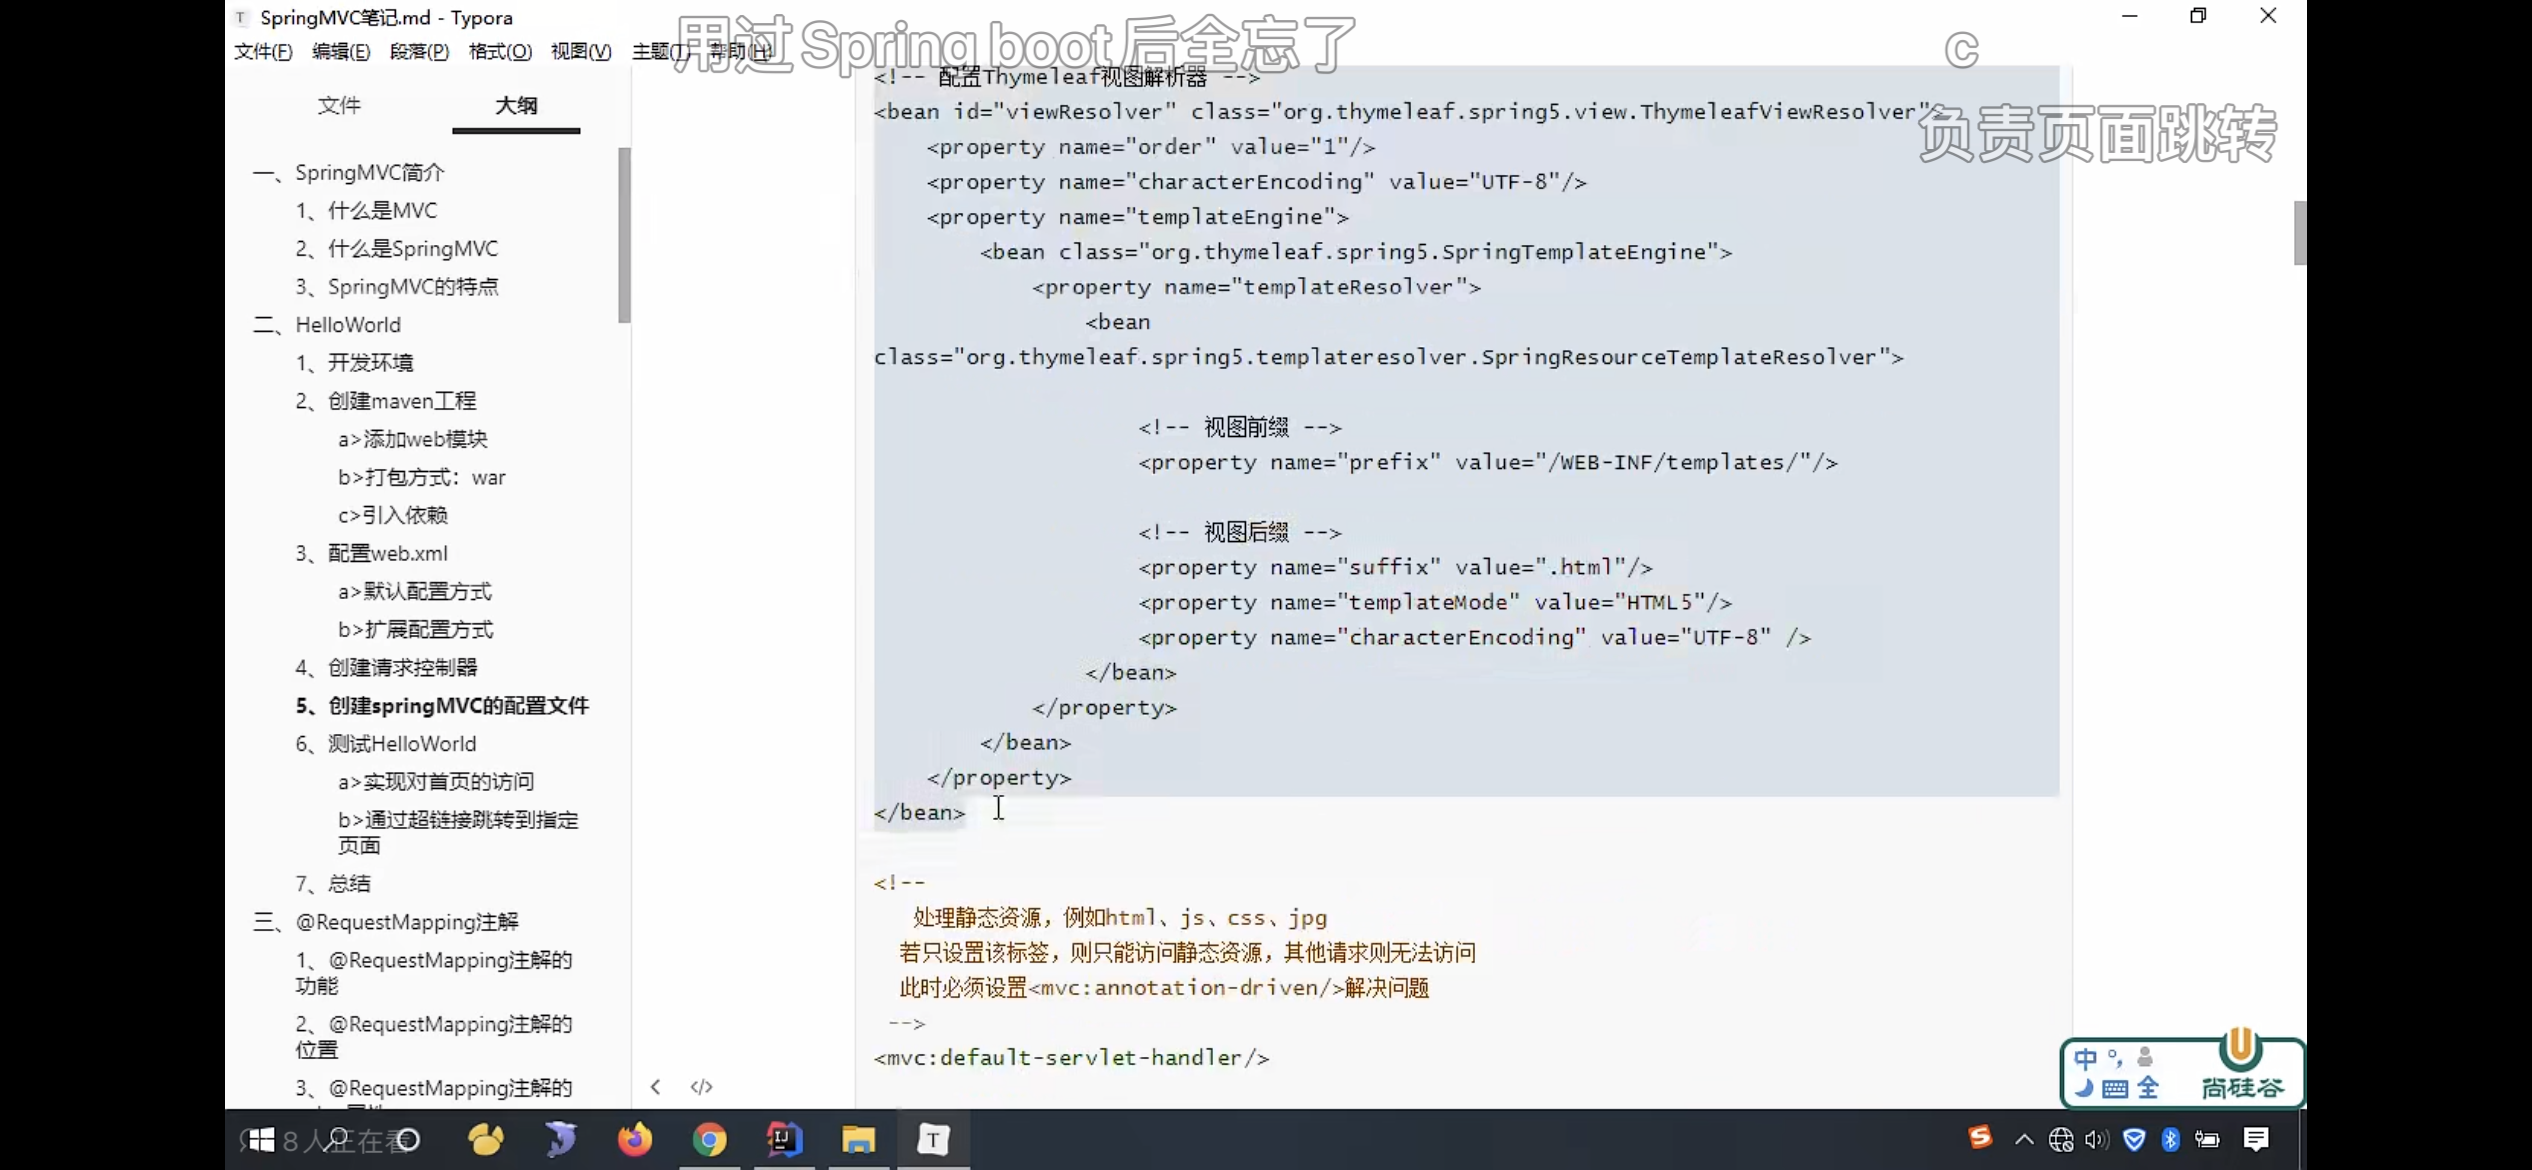 SpringMVC笔记.md - Typora
文件(F) 编辑(E) 段落(P) 格式(O) 视图(V) 主题(T) 帮助(H)
用过Spring boot后全忘了
c
负责页面跳转
文件 大纲
一、SpringMVC简介
1、什么是MVC
2、什么是SpringMVC
3、SpringMVC的特点
二、HelloWorld
1、开发环境
2、创建maven工程
a>添加web模块
b>打包方式：war
c>引入依赖
3、配置web.xml
a>默认配置方式
b>扩展配置方式
4、创建请求控制器
5、创建springMVC的配置文件
6、测试HelloWorld
a>实现对首页的访问
b>通过超链接跳转到指定
页面
7、总结
三、@RequestMapping注解
1、@RequestMapping注解的
功能
2、@RequestMapping注解的
位置
3、@RequestMapping注解的
<!-- 配置Thymeleaf视图解析器 -->
<bean id="viewResolver" class="org.thymeleaf.spring5.view.ThymeleafViewResolver">
<property name="order" value="1"/>
<property name="characterEncoding" value="UTF-8"/>
<property name="templateEngine">
<bean class="org.thymeleaf.spring5.SpringTemplateEngine">
<property name="templateResolver">
<bean
class="org.thymeleaf.spring5.templateresolver.SpringResourceTemplateResolver">
<!-- 视图前缀 -->
<property name="prefix" value="/WEB-INF/templates/"/>
<!-- 视图后缀 -->
<property name="suffix" value=".html"/>
<property name="templateMode" value="HTML5"/>
<property name="characterEncoding" value="UTF-8" />
</bean>
</property>
</bean>
</property>
</bean>
<!--
处理静态资源，例如html、js、css、jpg
若只设置该标签，则只能访问静态资源，其他请求则无法访问
此时必须设置<mvc:annotation-driven/>解决问题
-->
<mvc:default-servlet-handler/>
中
全
尚硅谷
8人正在看